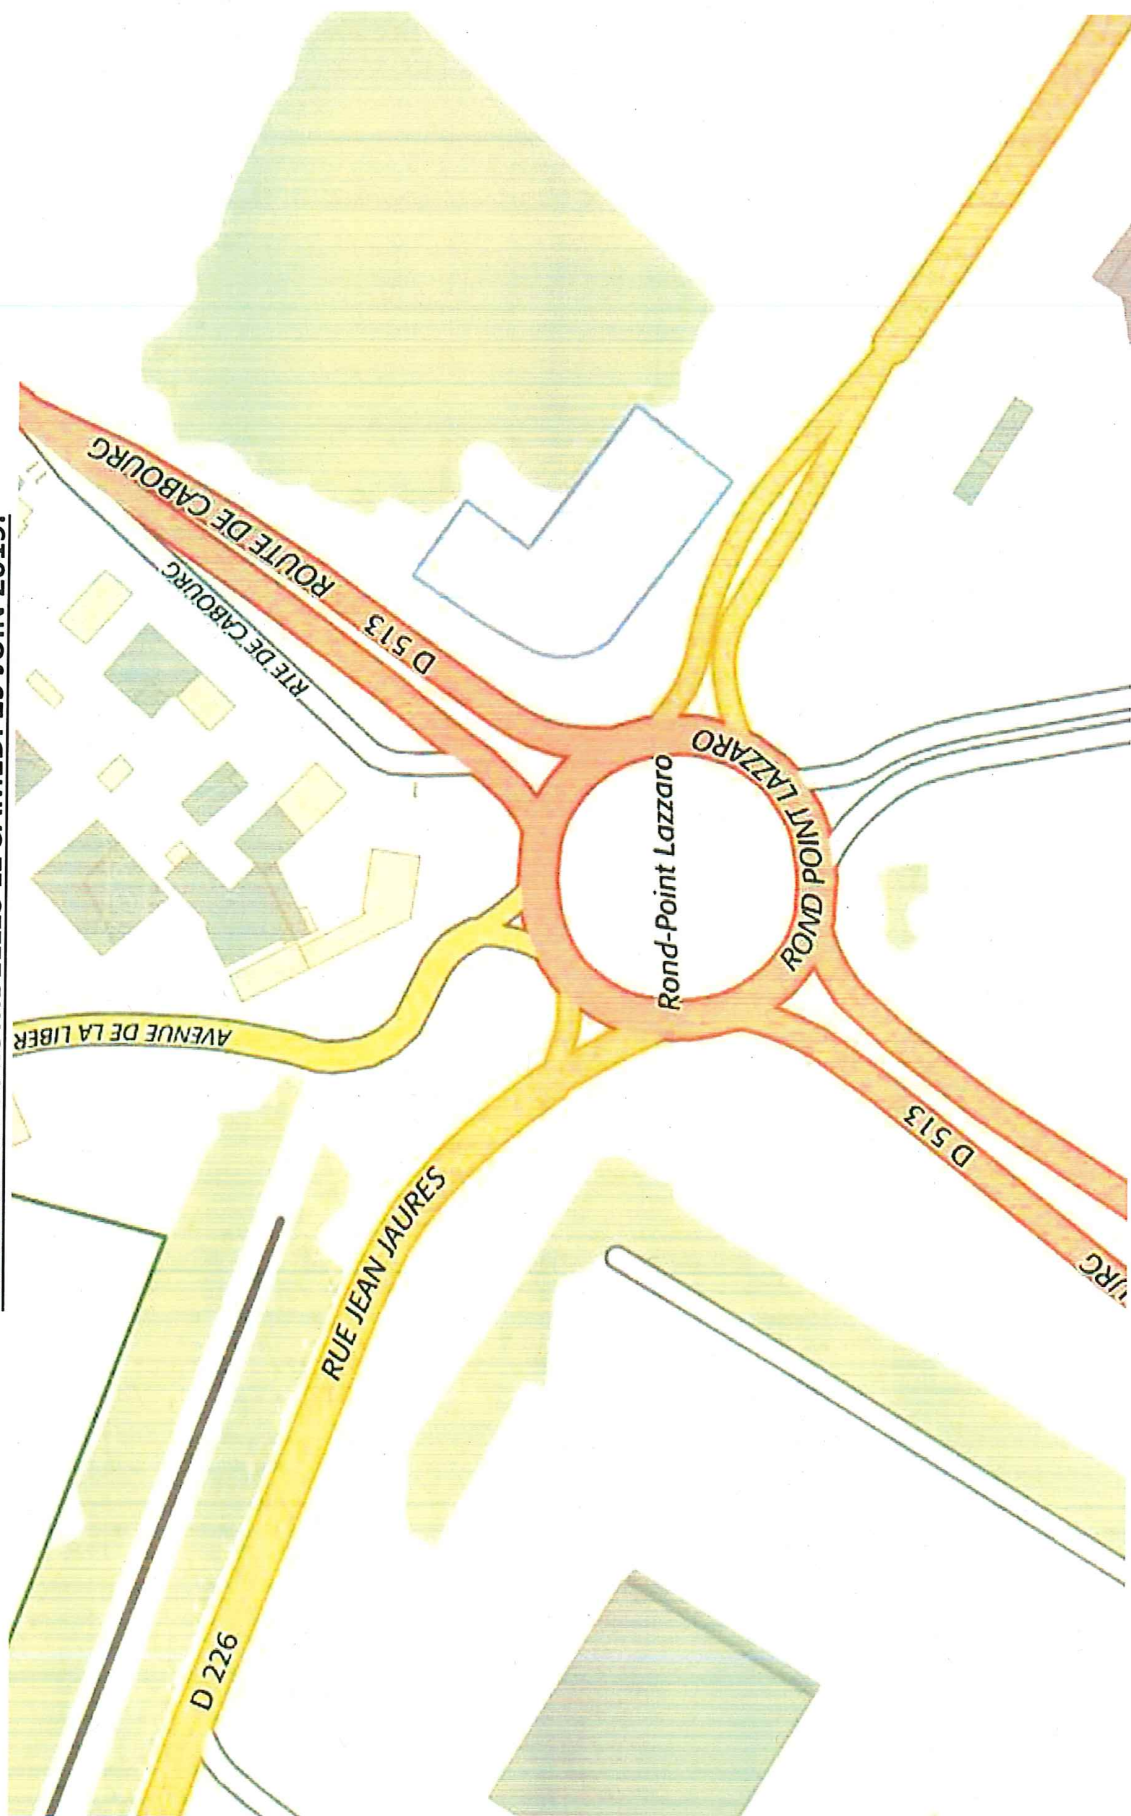 ROUTE DE CABOURG
D 513
RTE DE CABOURG
ROND POINT LAZZARO
Rond-Point Lazzaro
AVENUE DE LA LIBER
D 513
RUE JEAN JAURES
D 226